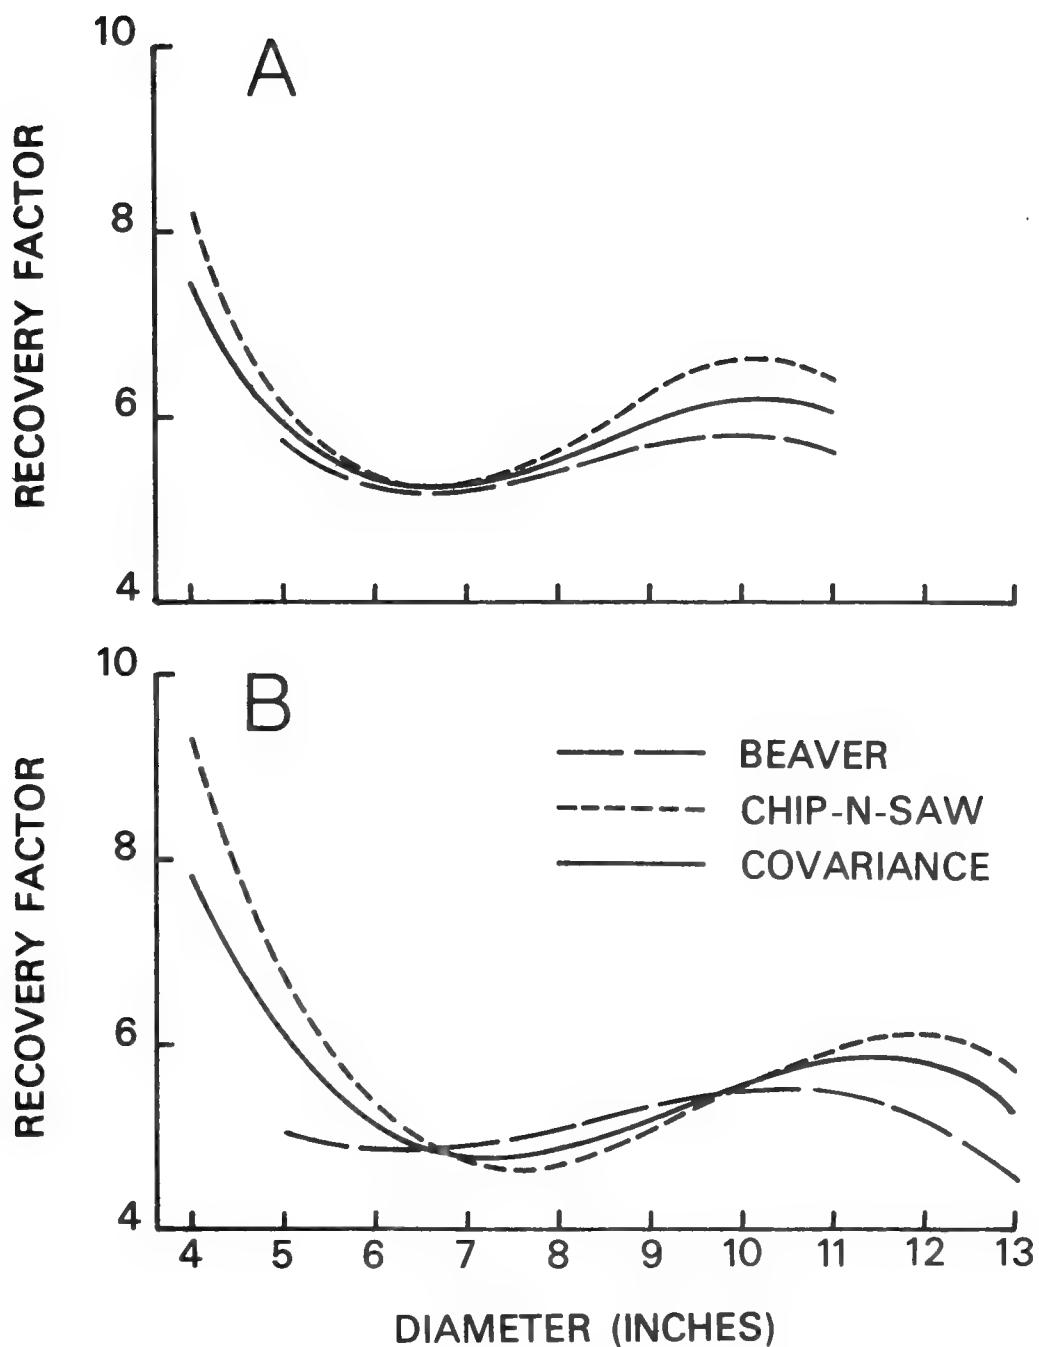 A
RECOVERY FACTOR
10
8
6
4
B
RECOVERY FACTOR
10
8
6
4
BEAVER
CHIP-N-SAW
COVARIANCE
4 5 6 7 8 9 10 11 12 13
DIAMETER (INCHES)